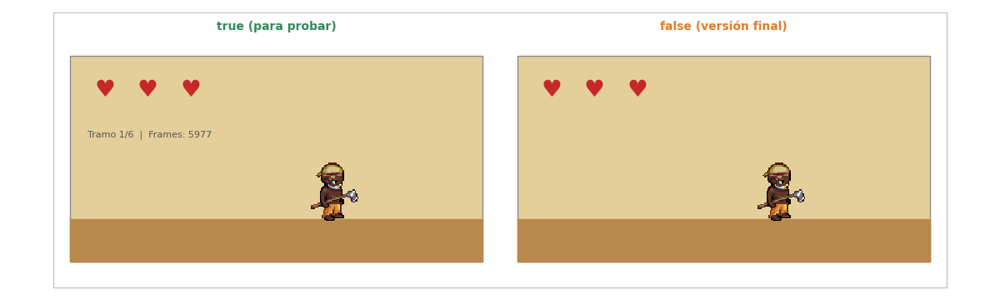 true (para probar)
false (versión final)
Tramo 1/6 | Frames: 5977